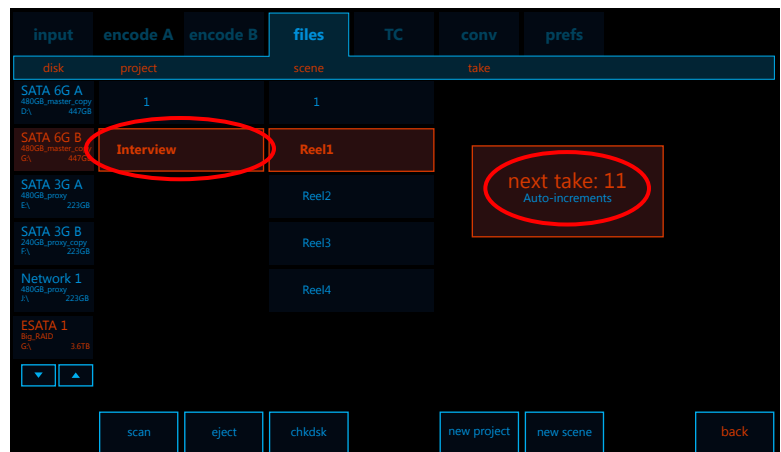 input encode A encode B files TC conv prefs
disk project scene take
SATA 6G A
480GB_master_copy
D:\ 447GB
1
1
SATA 6G B
480GB_master_copy
G:\ 447GB
Interview
Reel1
next take: 11
Auto-increments
SATA 3G A
480GB_proxy
E:\ 223GB
Reel2
SATA 3G B
240GB_proxy_copy
F:\ 223GB
Reel3
Network 1
480GB_proxy
J:\ 223GB
Reel4
ESATA 1
Big_RAID
G:\ 3.6TB
scan eject chkdsk new project new scene back